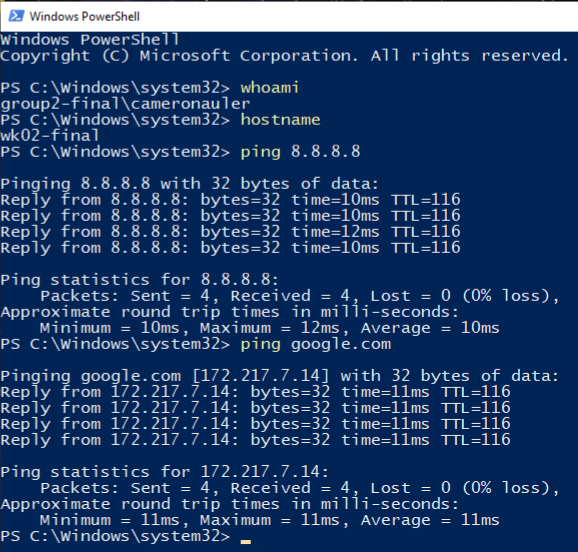 Windows PowerShell
Windows PowerShell
Copyright (C) Microsoft Corporation. All rights reserved.
PS C:\Windows\system32> whoami
group2-final\cameronauler
PS C:\Windows\system32> hostname
wk02-final
PS C:\Windows\system32> ping 8.8.8.8
Pinging 8.8.8.8 with 32 bytes of data:
Reply from 8.8.8.8: bytes=32 time=10ms TTL=116
Reply from 8.8.8.8: bytes=32 time=10ms TTL=116
Reply from 8.8.8.8: bytes=32 time=12ms TTL=116
Reply from 8.8.8.8: bytes=32 time=10ms TTL=116
Ping statistics for 8.8.8.8:
    Packets: Sent = 4, Received = 4, Lost = 0 (0% loss),
Approximate round trip times in milli-seconds:
    Minimum = 10ms, Maximum = 12ms, Average = 10ms
PS C:\Windows\system32> ping google.com
Pinging google.com [172.217.7.14] with 32 bytes of data:
Reply from 172.217.7.14: bytes=32 time=11ms TTL=116
Reply from 172.217.7.14: bytes=32 time=11ms TTL=116
Reply from 172.217.7.14: bytes=32 time=11ms TTL=116
Reply from 172.217.7.14: bytes=32 time=11ms TTL=116
Ping statistics for 172.217.7.14:
    Packets: Sent = 4, Received = 4, Lost = 0 (0% loss),
Approximate round trip times in milli-seconds:
    Minimum = 11ms, Maximum = 11ms, Average = 11ms
PS C:\Windows\system32>